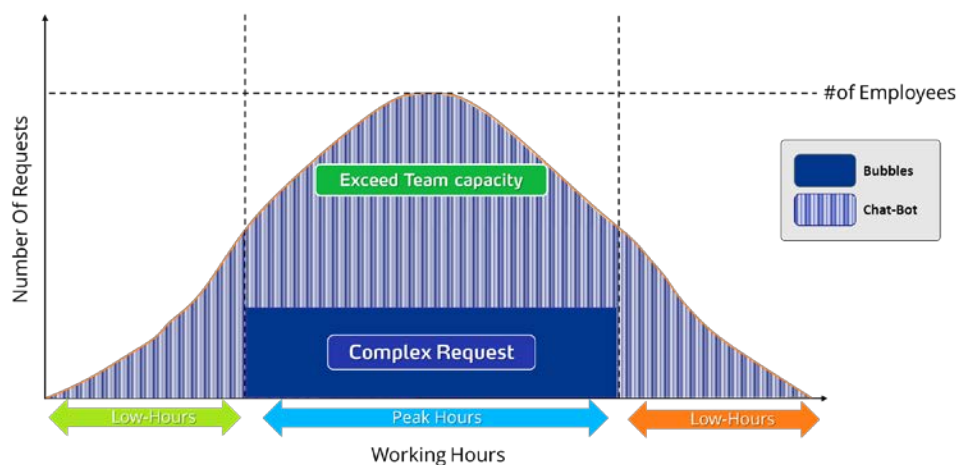 #of Employees
Number Of Requests
Exceed Team capacity
Bubbles
Chat-Bot
Complex Request
Low-Hours
Peak Hours
Low-Hours
Working Hours